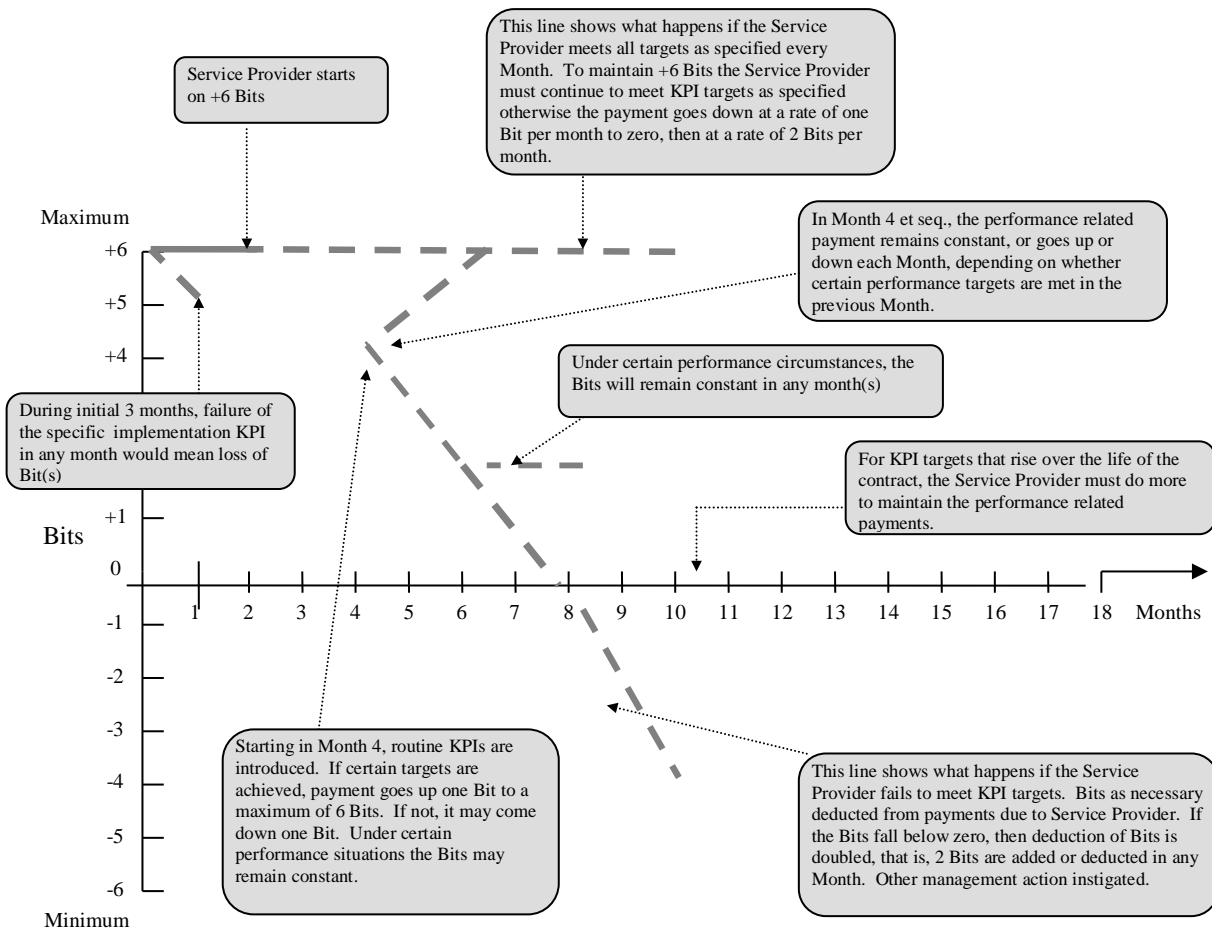 This line shows what happens if the Service
Provider meets all targets as specified every
Month. To maintain +6 Bits the Service Provider
must continue to meet KPI targets as specified
otherwise the payment goes down at a rate of one
Bit per month to zero, then at a rate of 2 Bits per
month.
Service Provider starts
on +6 Bits
Maximum
In Month 4 et seq., the performance related
payment remains constant, or goes up or
down each Month, depending on whether
certain performance targets are met in the
previous Month.
+6
+5
+4
Under certain performance circumstances, the
Bits will remain constant in any month(s)
During initial 3 months, failure of
the specific implementation KPI
in any month would mean loss of
Bit(s)
For KPI targets that rise over the life of the
contract, the Service Provider must do more
to maintain the performance related
payments.
+1
Bits
0
1 2 3 4 5 6 7 8 9 10 11 12 13 14 15 16 17 18 Months
-1
-2
-3
-4
-5
-6
Minimum
Starting in Month 4, routine KPIs are
introduced. If certain targets are
achieved, payment goes up one Bit to a
maximum of 6 Bits. If not, it may come
down one Bit. Under certain
performance situations the Bits may
remain constant.
This line shows what happens if the Service
Provider fails to meet KPI targets. Bits as necessary
deducted from payments due to Service Provider. If
the Bits fall below zero, then deduction of Bits is
doubled, that is, 2 Bits are added or deducted in any
Month. Other management action instigated.